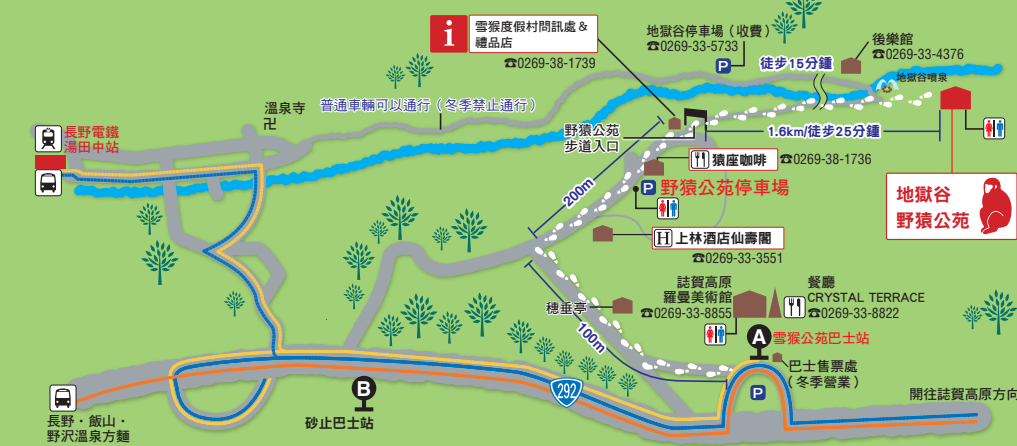 i
雪猴度假村問訊處&
禮品店
☎0269-38-1739
地獄谷停車場（收費）
☎0269-33-5733
P
徒步15分鍾
後樂館
☎0269-33-4376
地獄谷噴泉
溫泉寺
卍
普通車輛可以通行（冬季禁止通行）
長野電鐵
湯田中站
野猿公苑
步道入口
1.6km/徒步25分鍾
猿座咖啡
☎0269-38-1736
200m
P
野猿公苑停車場
地獄谷
野猿公苑
H
上林酒店仙壽閣
☎0269-33-3551
穗垂亭
100m
誌賀高原
羅曼美術館
☎0269-33-8855
餐廳
CRYSTAL TERRACE
☎0269-33-8822
A
雪猴公苑巴士站
巴士售票處
（冬季營業）
P
292
B
砂止巴士站
長野・飯山・
野沢溫泉方麵
開往誌賀高原方向